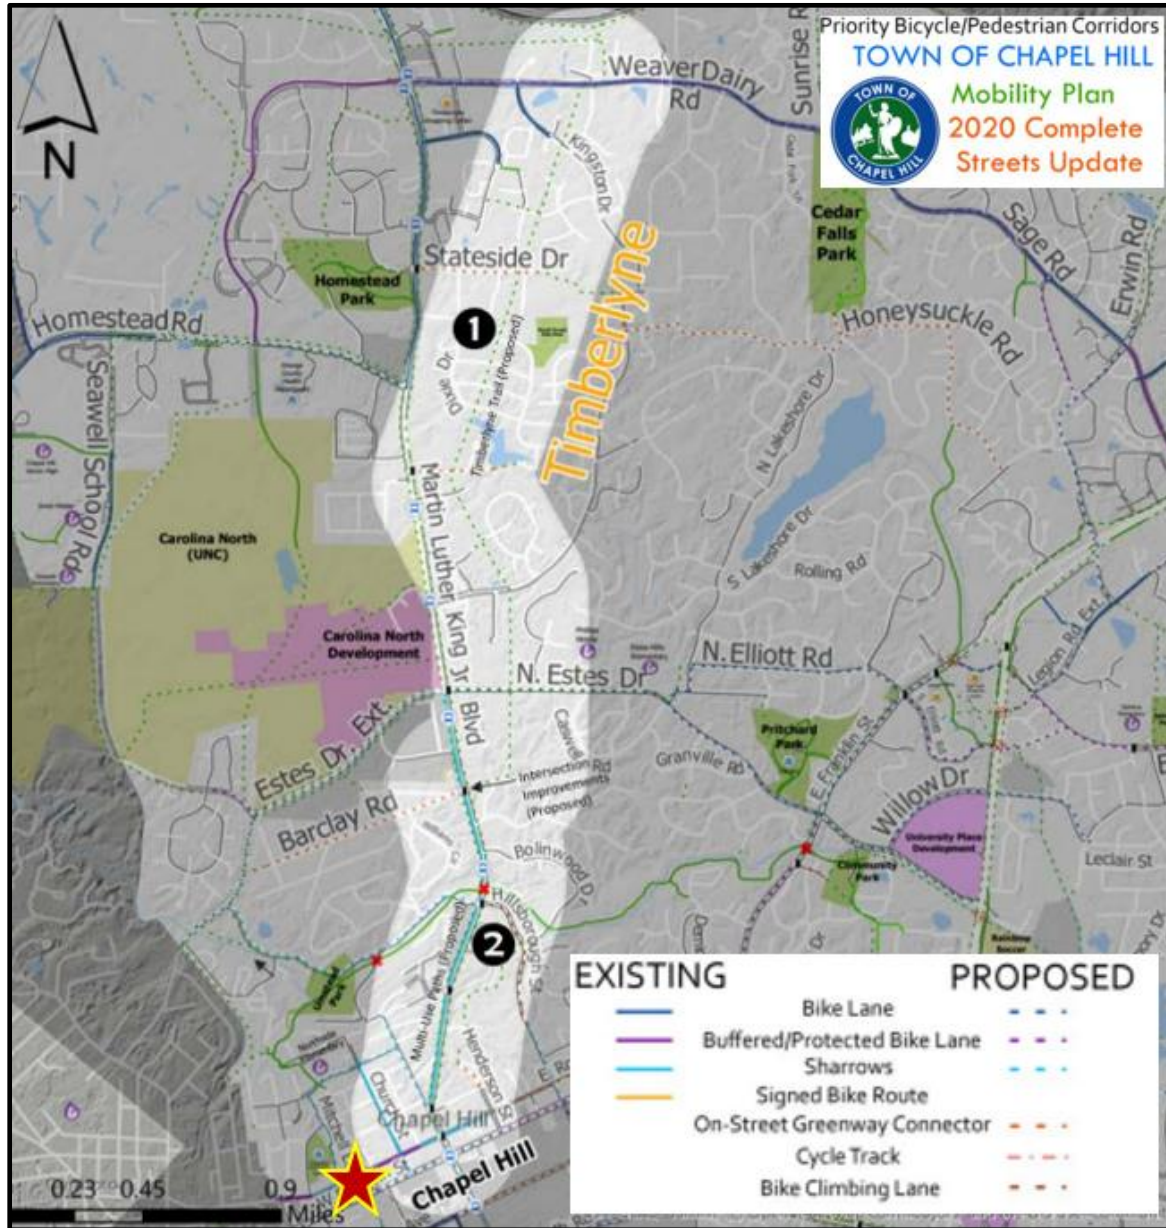 Priority Bicycle/Pedestrian Corridors
TOWN OF CHAPEL HILL
TOWN OF
CHAPEL HILL
Mobility Plan
2020 Complete
Streets Update
N
Weaver Dairy
Rd
Sunrise R
Kingston Dr
Sage Rd
Erwin Rd
Cedar
Falls
Park
Stateside Dr
Homestead
Park
Homestead Rd
Honeysuckle Rd
1
Timberlyne
Dixie Dr
Timberlyne Trail (Proposed)
Seawell School Rd
N Lakeshore Dr
S Lakeshore Dr
Rolling Rd
Martin Luther King Jr Blvd
Carolina North
(UNC)
Carolina North
Development
N. Estes Dr
N. Elliott Rd
Legion Rd Ext.
Estes Dr. Ext.
Caswell Rd
Granville Rd
Pritchard
Park
E. Franklin St
Willow Dr
Intersection
Improvements
(Proposed)
Barclay Rd
Bolinwood Dr
University Place
Development
Leclair St
Community
Park
Hillsborough St
2
Multi-Use Paths (Proposed)
Umstead
Park
Henderson St
Church St
Mitchell
Chapel Hill
Chapel Hill
0.23 0.45 0.9
Miles
EXISTING PROPOSED
Bike Lane
Buffered/Protected Bike Lane
Sharrows
Signed Bike Route
On-Street Greenway Connector
Cycle Track
Bike Climbing Lane